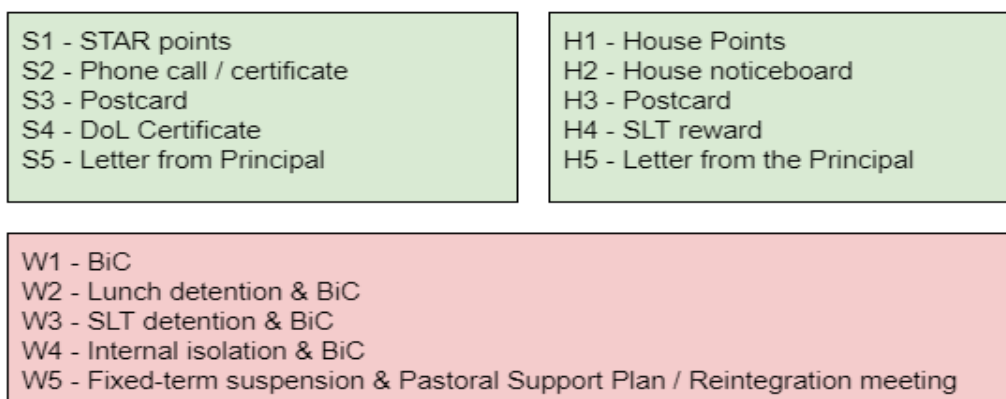 S1 - STAR points
S2 - Phone call / certificate
S3 - Postcard
S4 - DoL Certificate
S5 - Letter from Principal
H1 - House Points
H2 - House noticeboard
H3 - Postcard
H4 - SLT reward
H5 - Letter from the Principal
W1 - BiC
W2 - Lunch detention & BiC
W3 - SLT detention & BiC
W4 - Internal isolation & BiC
W5 - Fixed-term suspension & Pastoral Support Plan / Reintegration meeting